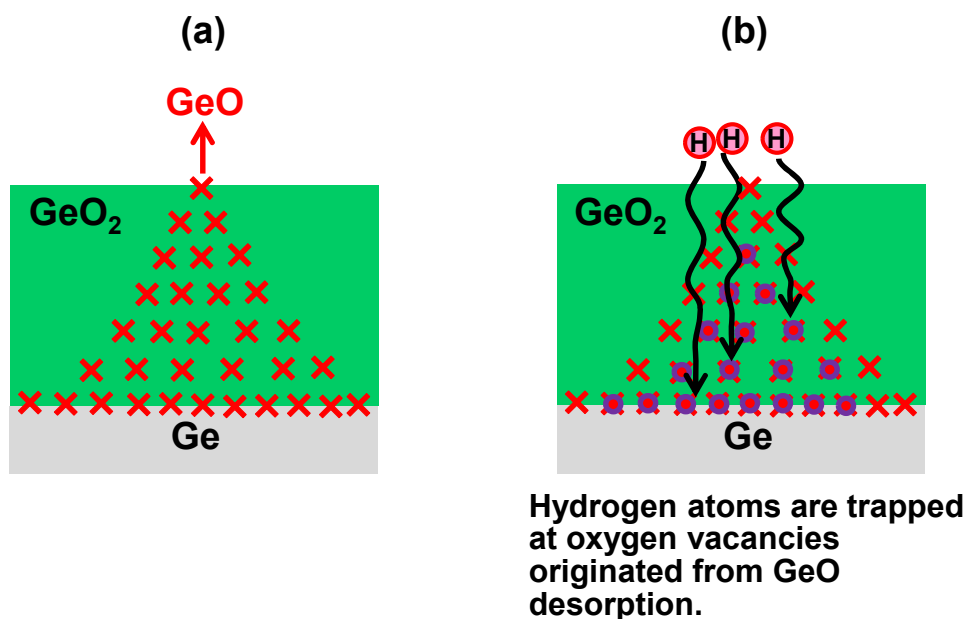 (a)
(b)
GeO
H H H
GeO₂
GeO₂
Ge
Ge
Hydrogen atoms are trapped
at oxygen vacancies
originated from GeO
desorption.